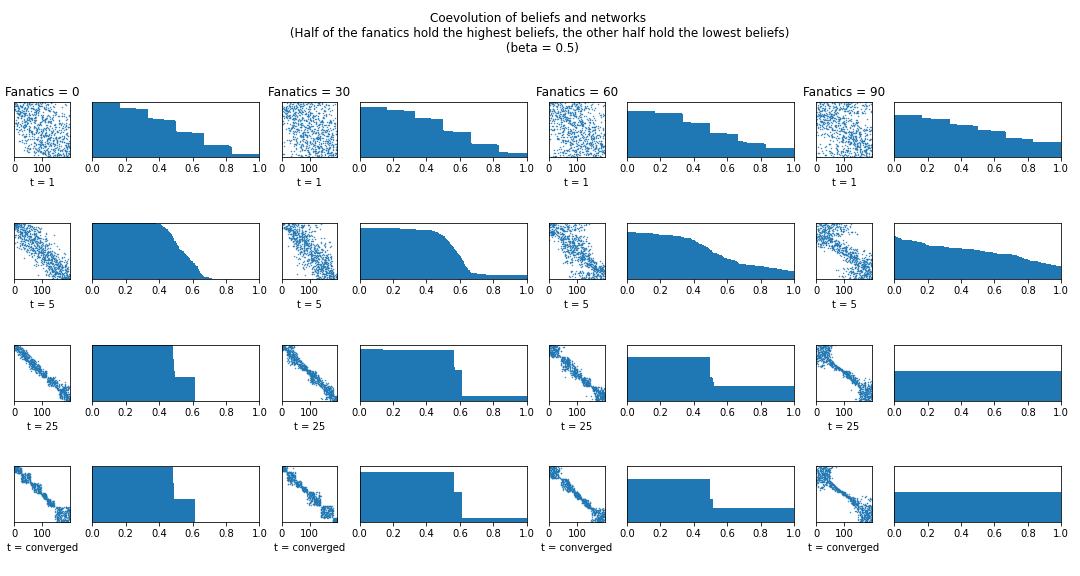 Coevolution of beliefs and networks
(Half of the fanatics hold the highest beliefs, the other half hold the lowest beliefs)
(beta = 0.5)
Fanatics = 0 Fanatics = 30 Fanatics = 60 Fanatics = 90
0 100 0.0 0.2 0.4 0.6 0.8 1.0 0 100 0.0 0.2 0.4 0.6 0.8 1.0 0 100 0.0 0.2 0.4 0.6 0.8 1.0 0 100 0.0 0.2 0.4 0.6 0.8 1.0
t = 1 t = 1 t = 1 t = 1
0 100 0.0 0.2 0.4 0.6 0.8 1.0 0 100 0.0 0.2 0.4 0.6 0.8 1.0 0 100 0.0 0.2 0.4 0.6 0.8 1.0 0 100 0.0 0.2 0.4 0.6 0.8 1.0
t = 5 t = 5 t = 5 t = 5
0 100 0.0 0.2 0.4 0.6 0.8 1.0 0 100 0.0 0.2 0.4 0.6 0.8 1.0 0 100 0.0 0.2 0.4 0.6 0.8 1.0 0 100 0.0 0.2 0.4 0.6 0.8 1.0
t = 25 t = 25 t = 25 t = 25
0 100 0.0 0.2 0.4 0.6 0.8 1.0 0 100 0.0 0.2 0.4 0.6 0.8 1.0 0 100 0.0 0.2 0.4 0.6 0.8 1.0 0 100 0.0 0.2 0.4 0.6 0.8 1.0
t = converged t = converged t = converged t = converged